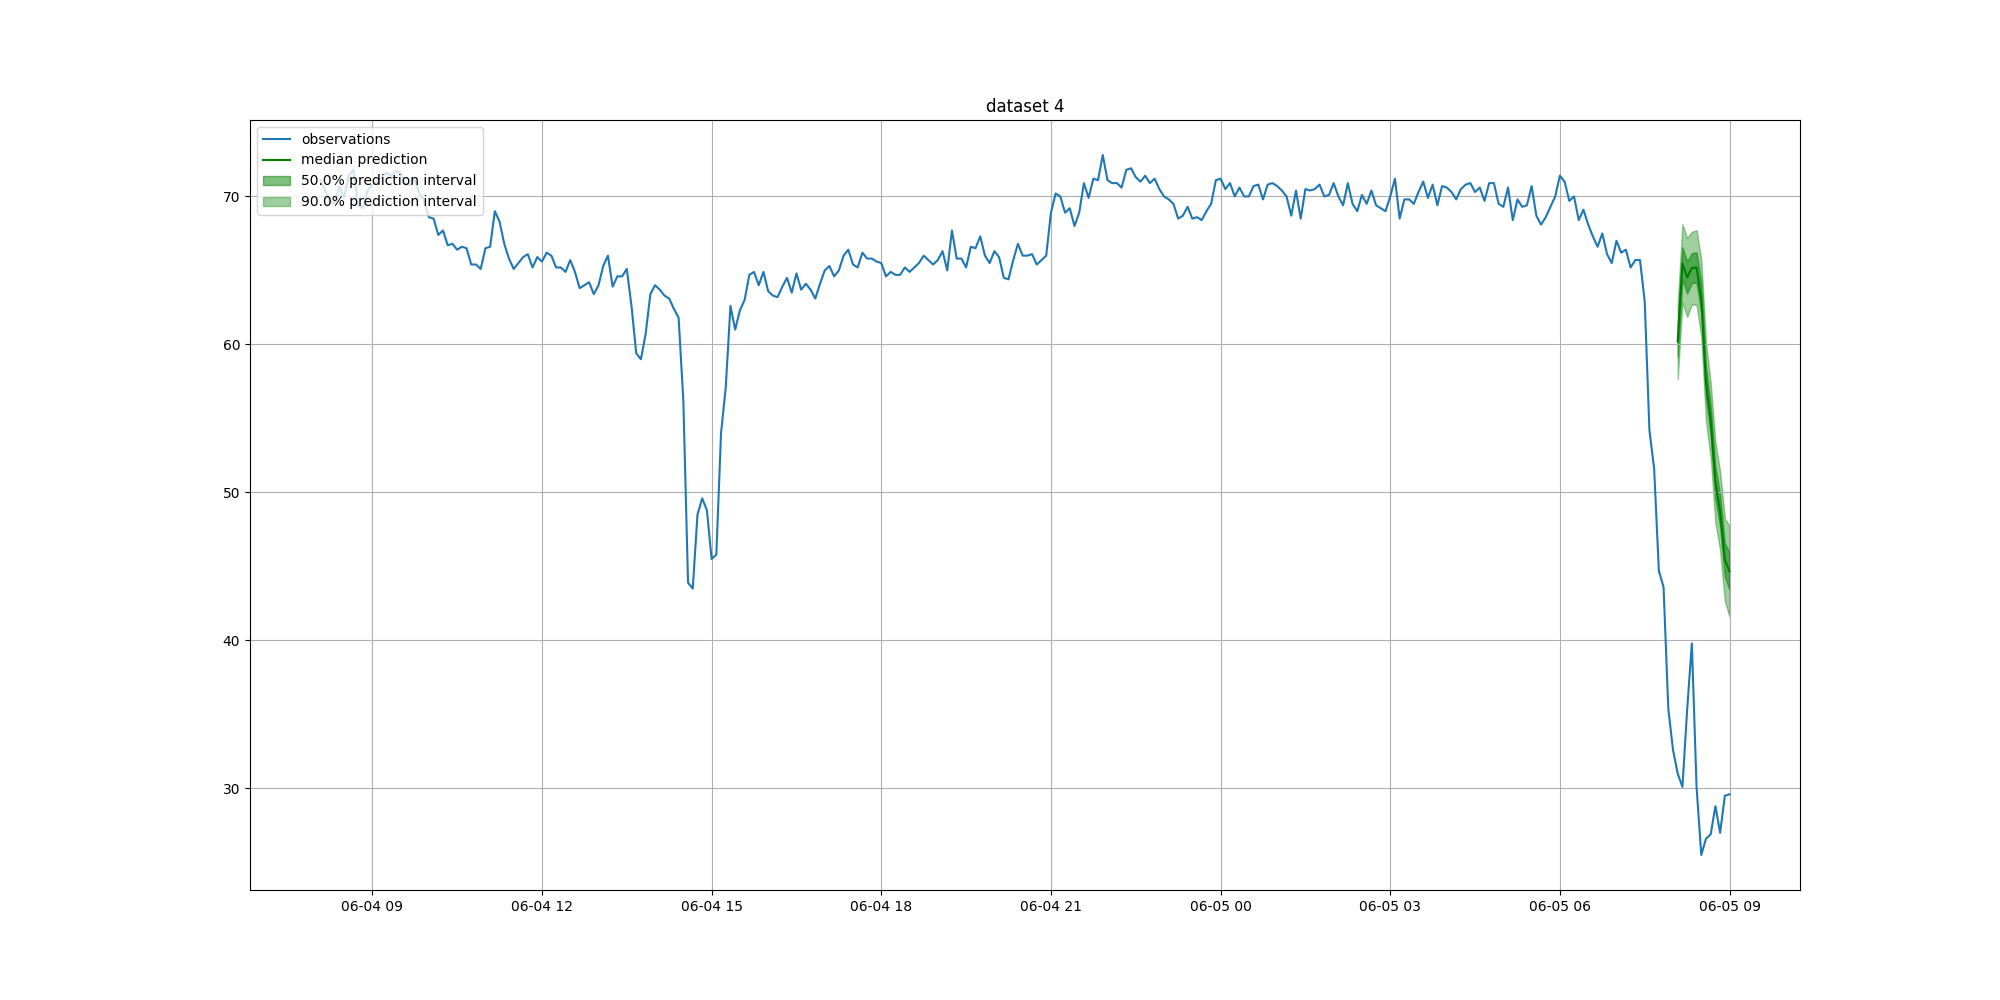 dataset 4
observations
median prediction
50.0% prediction interval
90.0% prediction interval
70
60
50
40
30
06-04 09
06-04 12
06-04 15
06-04 18
06-04 21
06-05 00
06-05 03
06-05 06
06-05 09